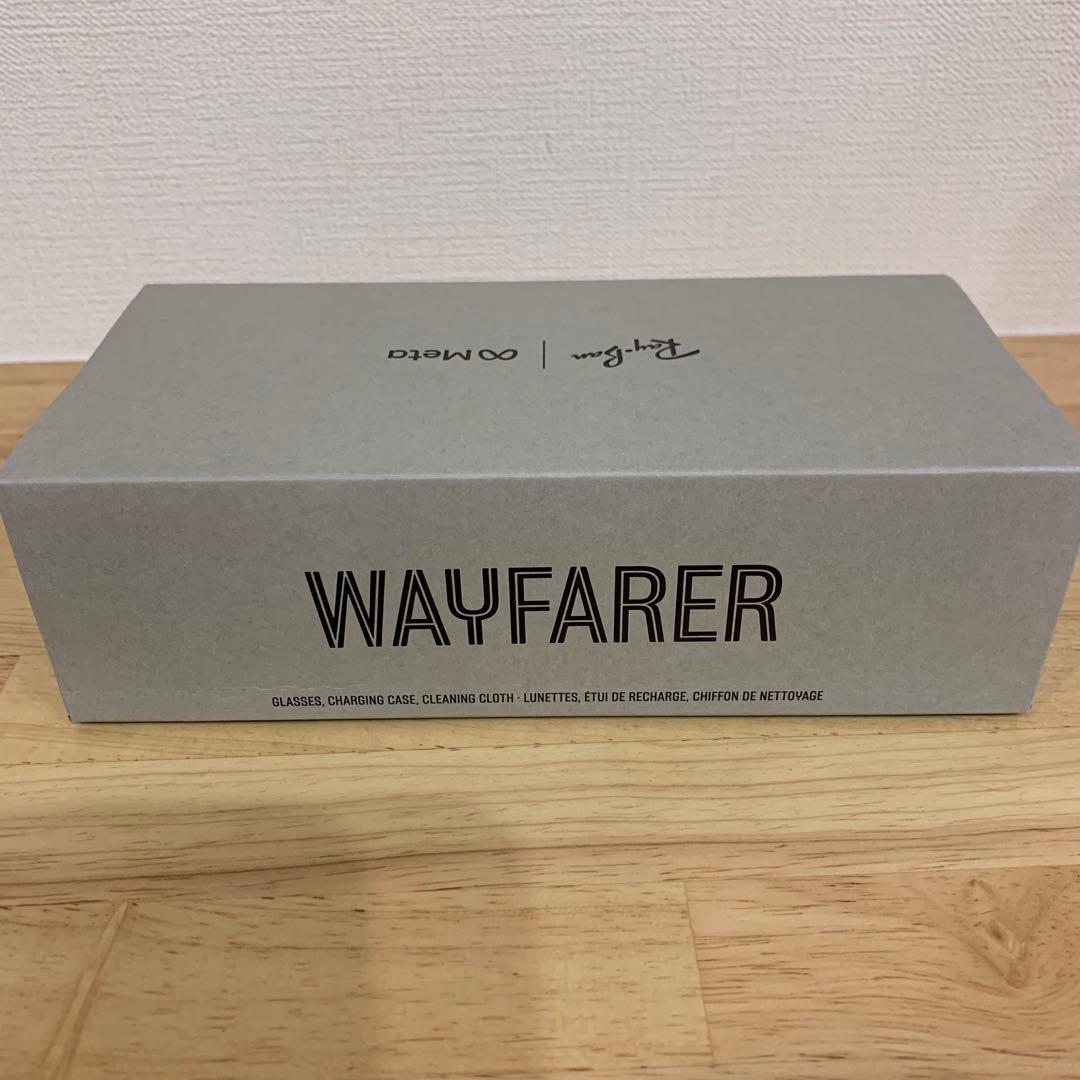 Ray-Ban | ∞ Meta
WAYFARER
GLASSES, CHARGING CASE, CLEANING CLOTH · LUNETTES, ÉTUI DE RECHARGE, CHIFFON DE NETTOYAGE